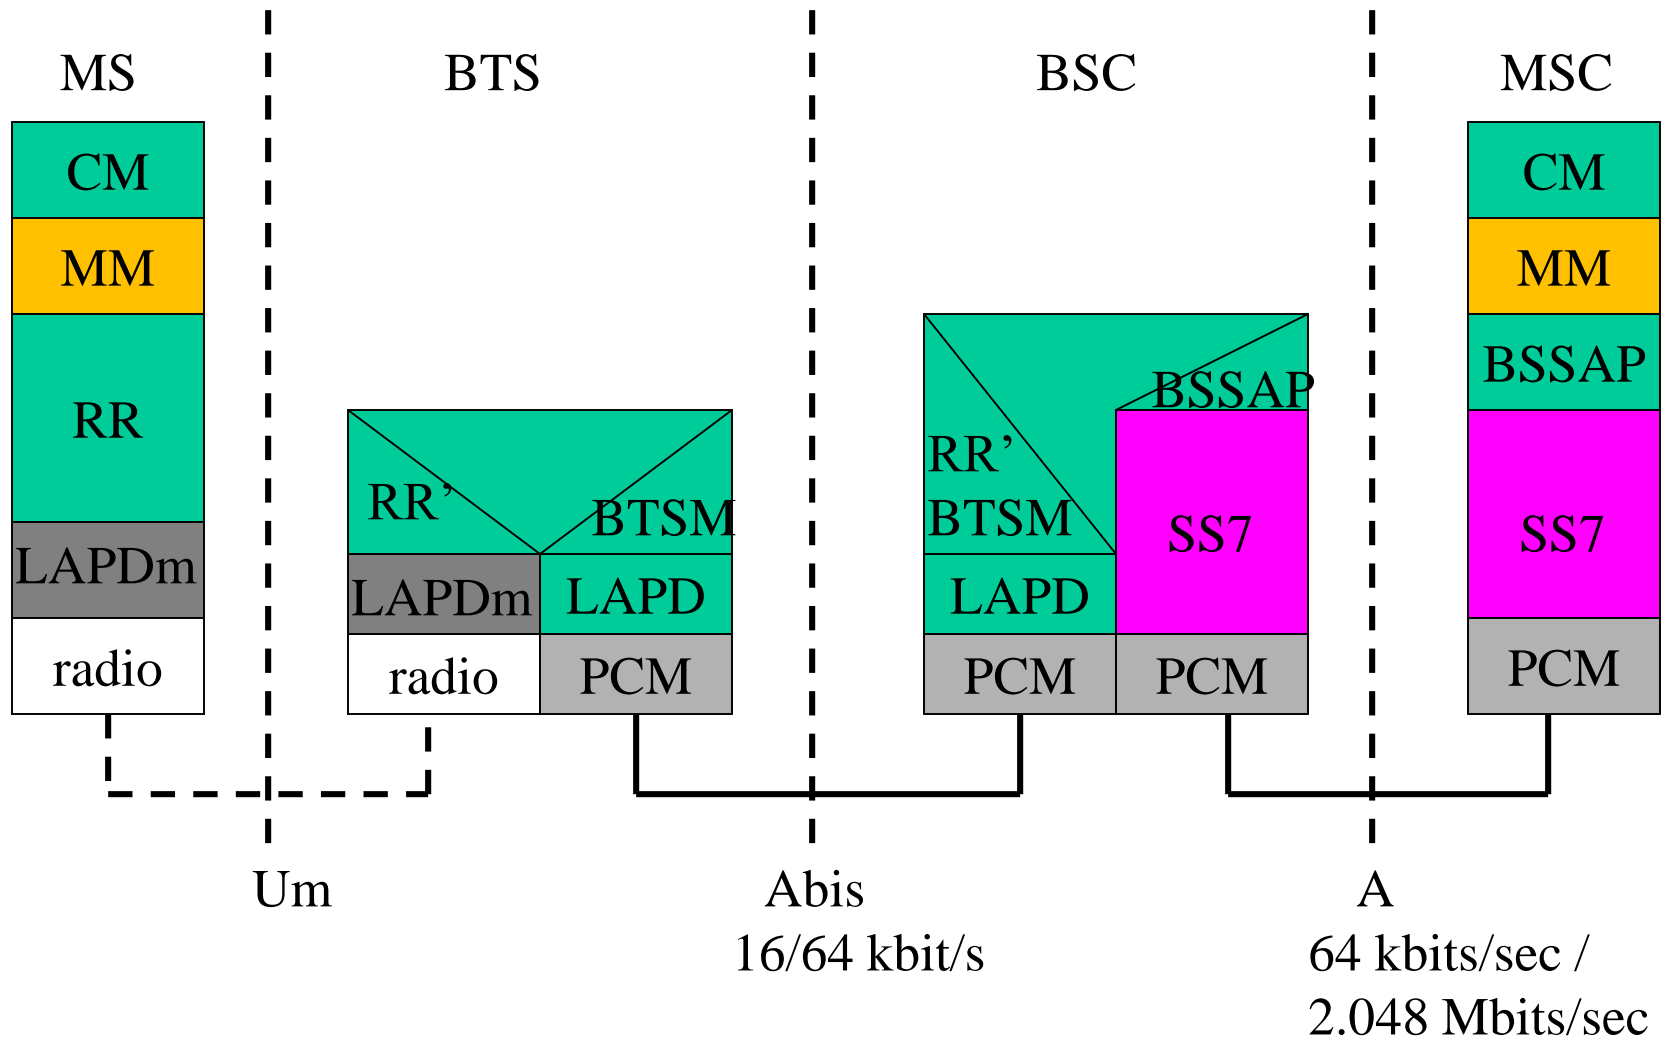 MS
BTS
BSC
MSC
CM
MM
RR
LAPDm
radio
RR’
BTSM
LAPDm
LAPD
radio
PCM
RR’
BTSM
BSSAP
SS7
LAPD
PCM
PCM
CM
MM
BSSAP
SS7
PCM
Um
Abis
16/64 kbit/s
A
64 kbits/sec /
2.048 Mbits/sec